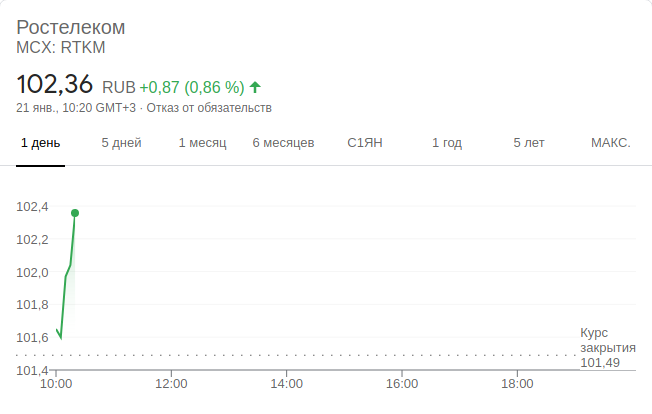 Ростелеком
MCX: RTKM
102,36 RUB +0,87 (0,86 %)
21 янв., 10:20 GMT+3 · Отказ от обязательств
1 день 5 дней 1 месяц 6 месяцев С1ЯН 1 год 5 лет МАКС.
102,4
102,2
102,0
101,8
101,6
101,4
Курс
закрытия
101,49
10:00 12:00 14:00 16:00 18:00